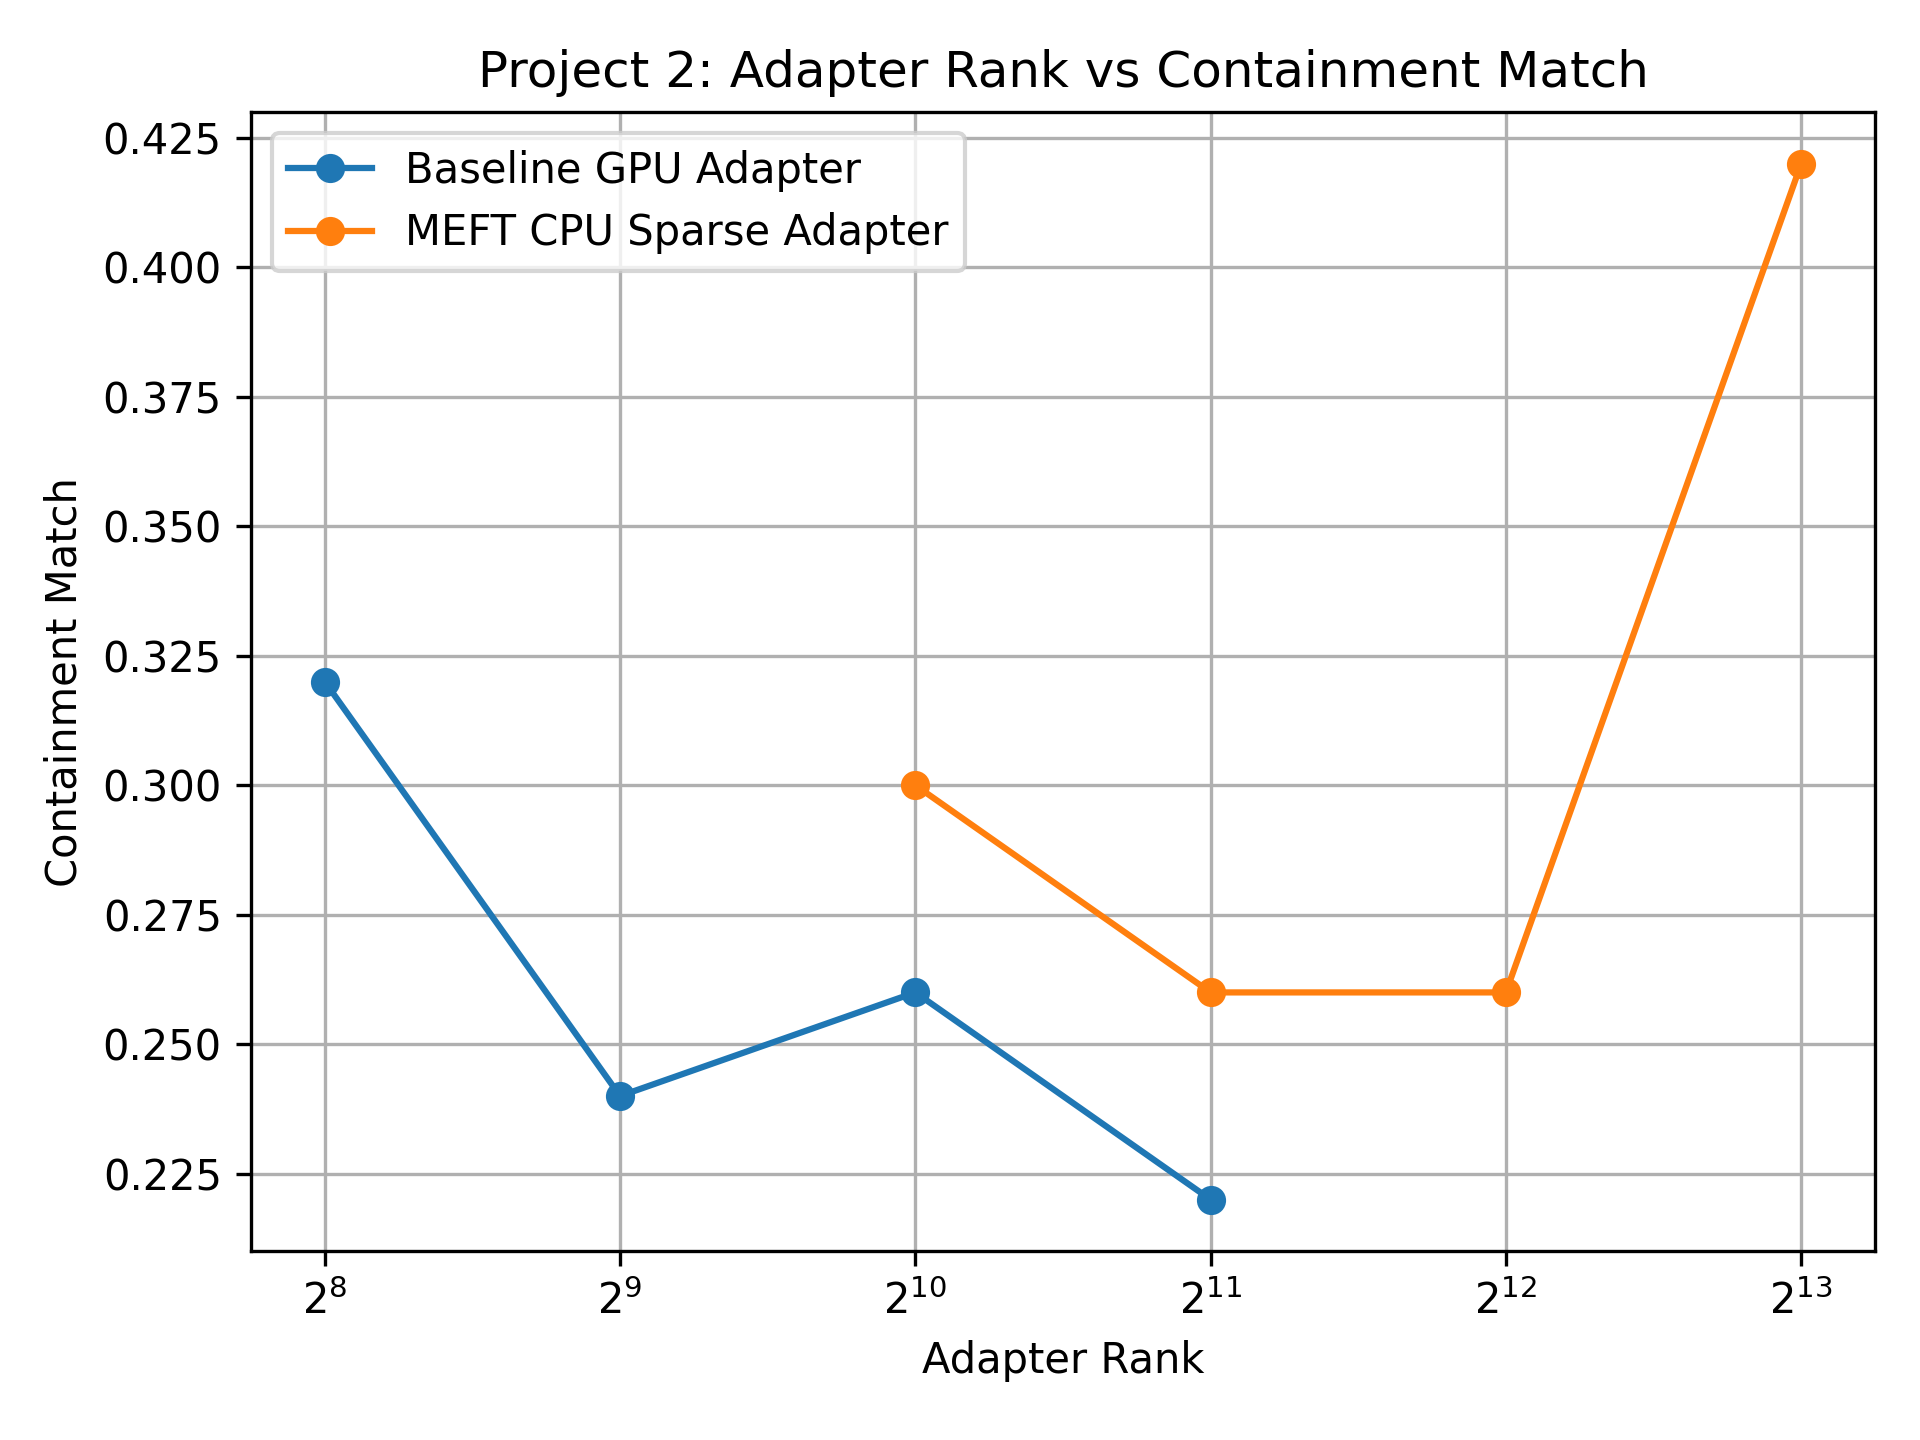 Project 2: Adapter Rank vs Containment Match
Baseline GPU Adapter
MEFT CPU Sparse Adapter
Containment Match
0.425
0.400
0.375
0.350
0.325
0.300
0.275
0.250
0.225
2⁸ 2⁹ 2¹⁰ 2¹¹ 2¹² 2¹³
Adapter Rank